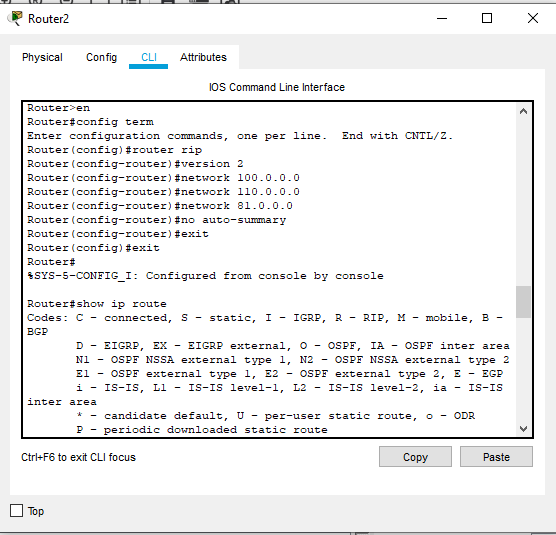 Router2
Physical Config CLI Attributes
IOS Command Line Interface
Router>en
Router#config term
Enter configuration commands, one per line.  End with CNTL/Z.
Router(config)#router rip
Router(config-router)#version 2
Router(config-router)#network 100.0.0.0
Router(config-router)#network 110.0.0.0
Router(config-router)#network 81.0.0.0
Router(config-router)#no auto-summary
Router(config-router)#exit
Router(config)#exit
Router#
%SYS-5-CONFIG_I: Configured from console by console
Router#show ip route
Codes: C - connected, S - static, I - IGRP, R - RIP, M - mobile, B -
BGP
D - EIGRP, EX - EIGRP external, O - OSPF, IA - OSPF inter area
N1 - OSPF NSSA external type 1, N2 - OSPF NSSA external type 2
E1 - OSPF external type 1, E2 - OSPF external type 2, E - EGP
i - IS-IS, L1 - IS-IS level-1, L2 - IS-IS level-2, ia - IS-IS
inter area
* - candidate default, U - per-user static route, o - ODR
P - periodic downloaded static route
Ctrl+F6 to exit CLI focus
Copy Paste
Top